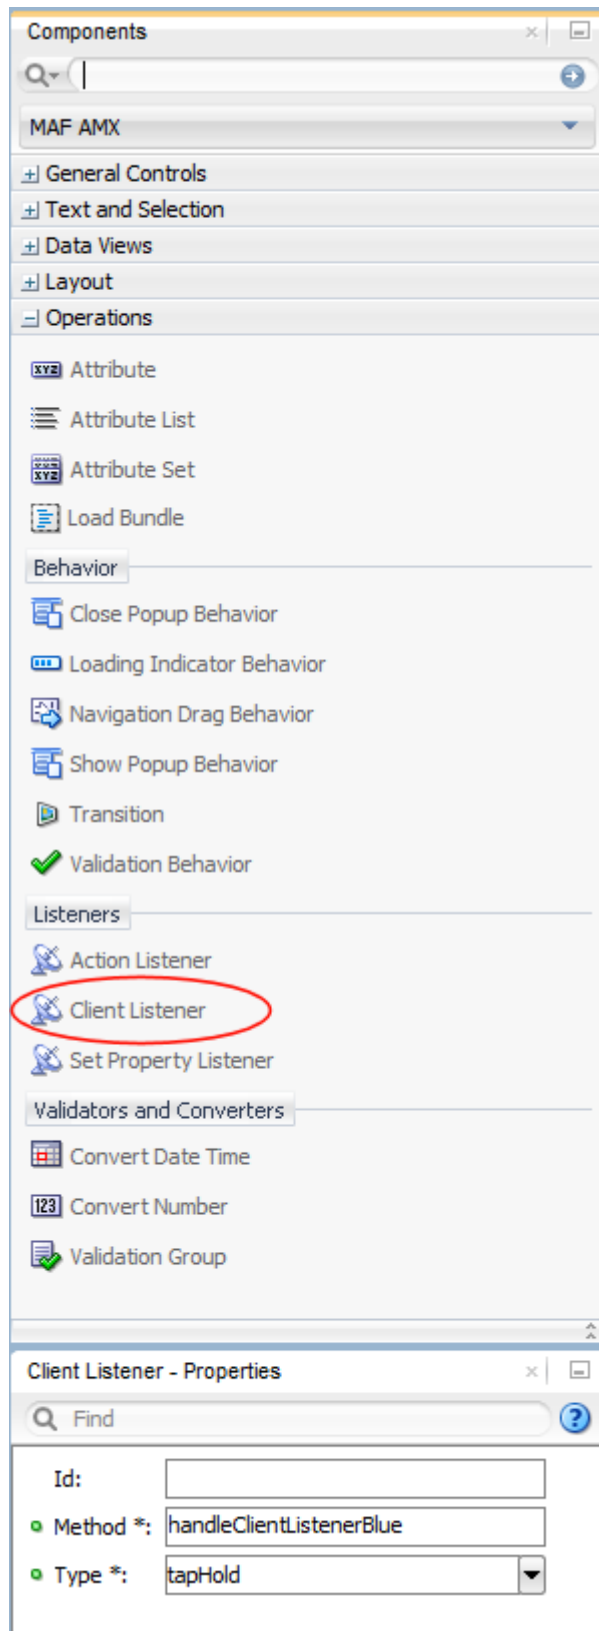 Components
MAF AMX
General Controls
Text and Selection
Data Views
Layout
Operations
XYZ Attribute
Attribute List
XYZ Attribute Set
Load Bundle
Behavior
Close Popup Behavior
Loading Indicator Behavior
Navigation Drag Behavior
Show Popup Behavior
Transition
Validation Behavior
Listeners
Action Listener
Client Listener
Set Property Listener
Validators and Converters
Convert Date Time
123 Convert Number
Validation Group
Client Listener - Properties
Find
Id:
Method *: handleClientListenerBlue
Type *: tapHold